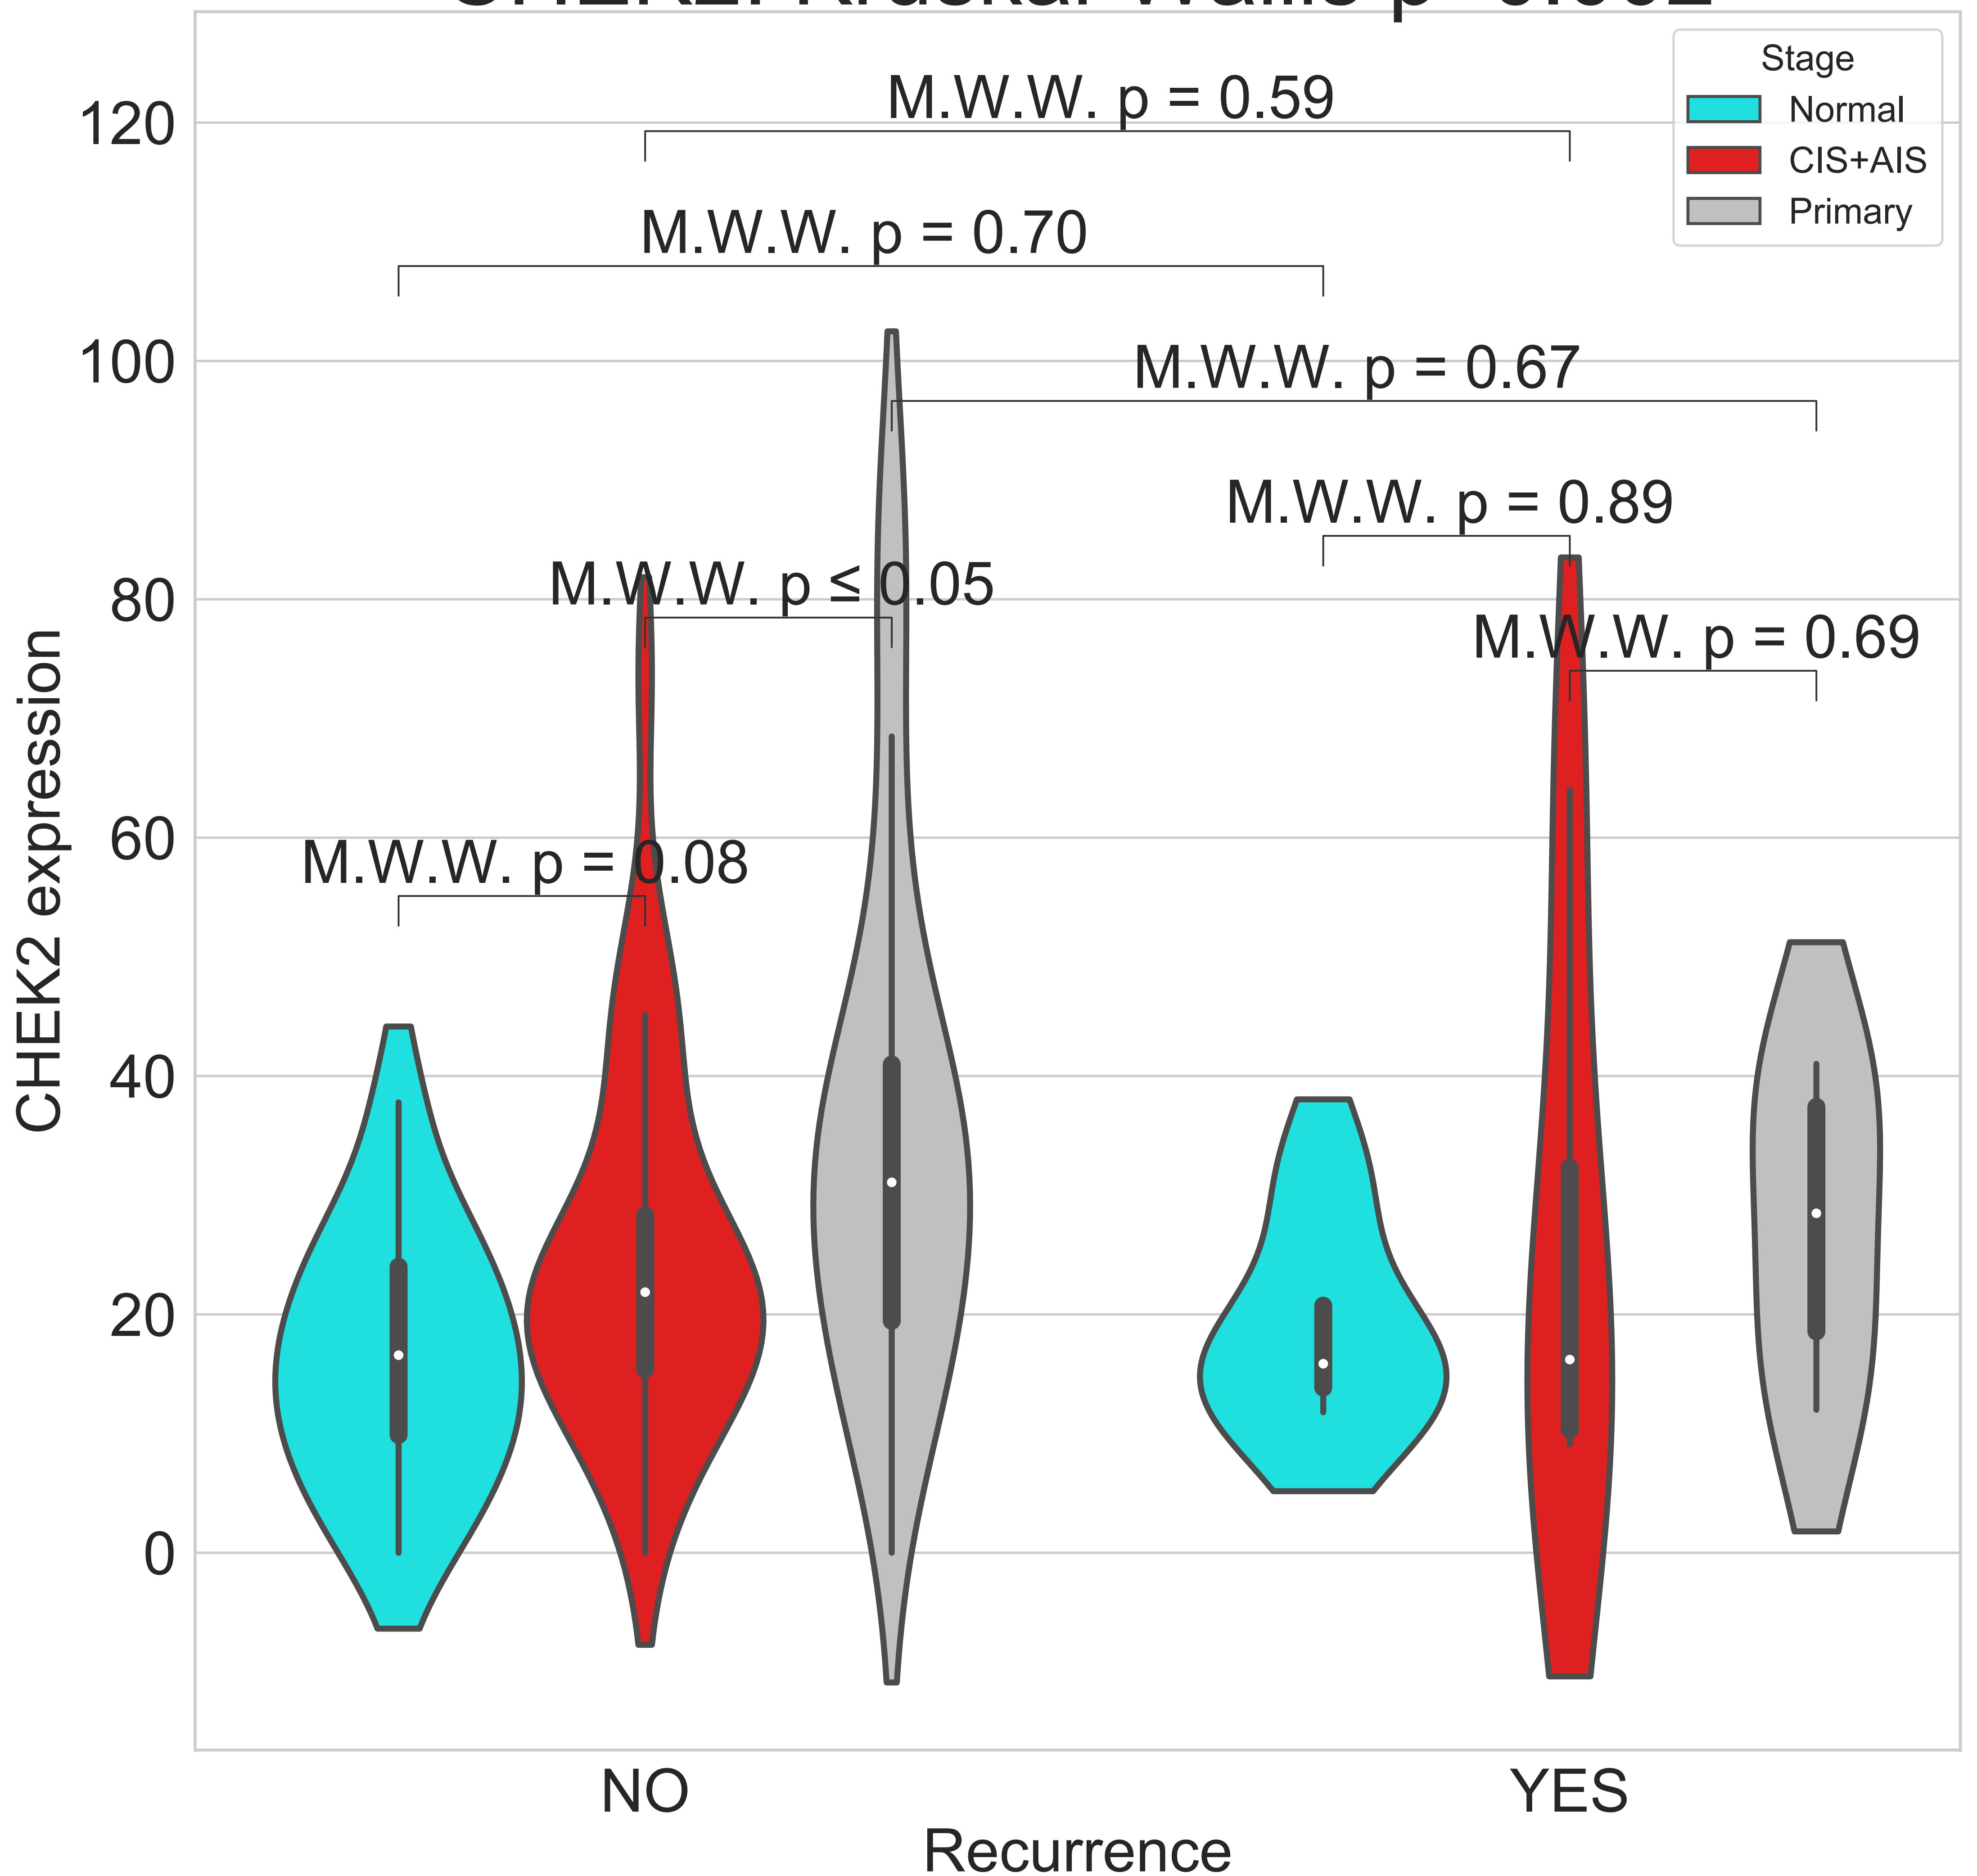 Stage
Normal
CIS+AIS
Primary
M.W.W. p = 0.59
M.W.W. p = 0.70
M.W.W. p = 0.67
M.W.W. p = 0.89
M.W.W. p ≤ 0.05
M.W.W. p = 0.69
M.W.W. p = 0.08
120
100
80
60
40
20
0
CHEK2 expression
NO
YES
Recurrence